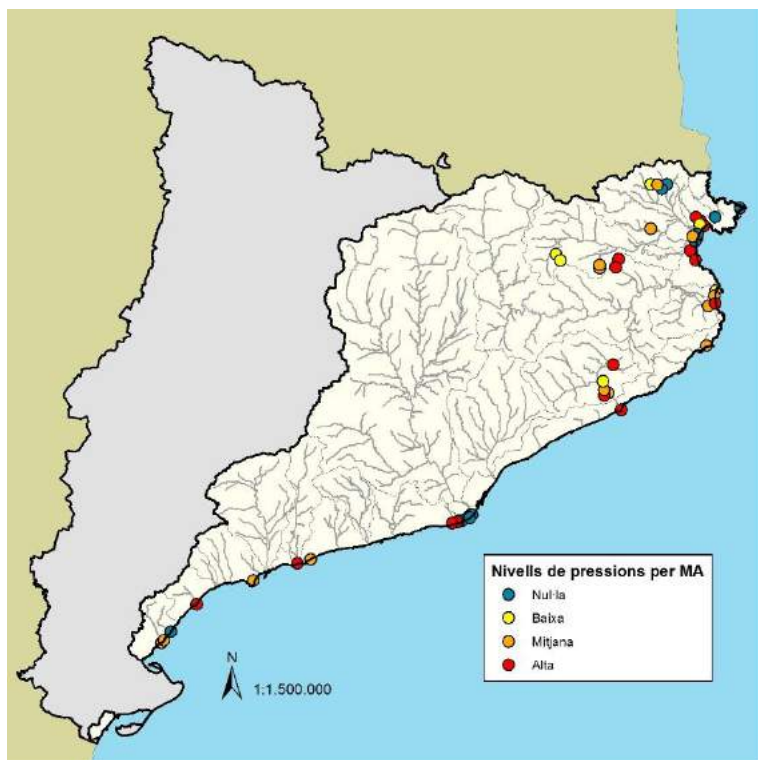 Nivells de pressions per MA
Nul·la
Baixa
Mitjana
Alta
N
1:1.500.000